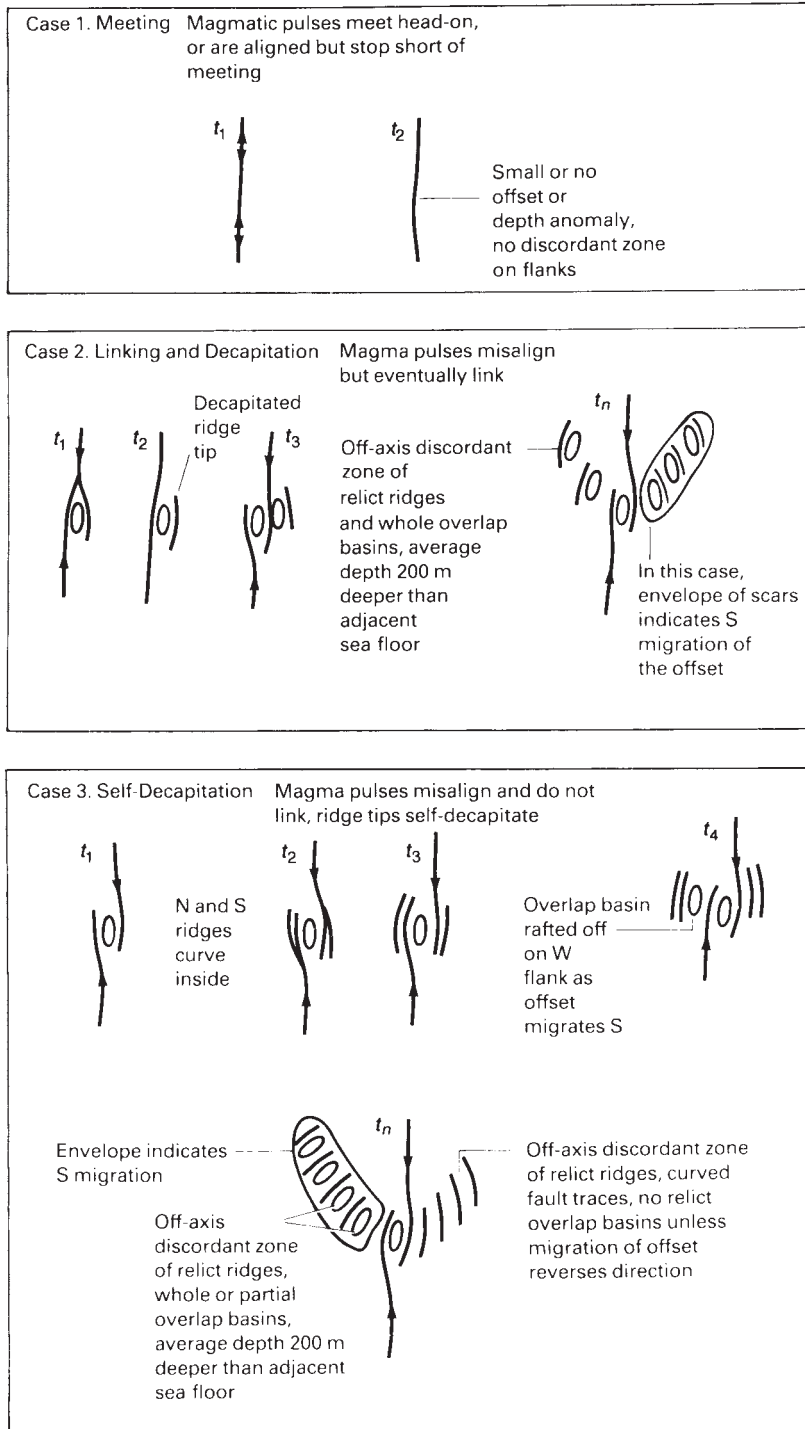 Case 1. Meeting
Magmatic pulses meet head-on,
or are aligned but stop short of
meeting
t1
t2
Small or no
offset or
depth anomaly,
no discordant zone
on flanks
Case 2. Linking and Decapitation
Magma pulses misalign
but eventually link
t1
t2
Decapitated
ridge
tip
t3
Off-axis discordant
zone of
relict ridges
and whole overlap
basins, average
depth 200 m
deeper than
adjacent
sea floor
tn
In this case,
envelope of scars
indicates S
migration of
the offset
Case 3. Self-Decapitation
Magma pulses misalign and do not
link, ridge tips self-decapitate
t1
N and S
ridges
curve
inside
t2
t3
Overlap basin
rafted off
on W
flank as
offset
migrates S
t4
Envelope indicates
S migration
Off-axis
discordant zone
of relict ridges,
whole or partial
overlap basins,
average depth 200 m
deeper than adjacent
sea floor
tn
Off-axis discordant zone
of relict ridges, curved
fault traces, no relict
overlap basins unless
migration of offset
reverses direction